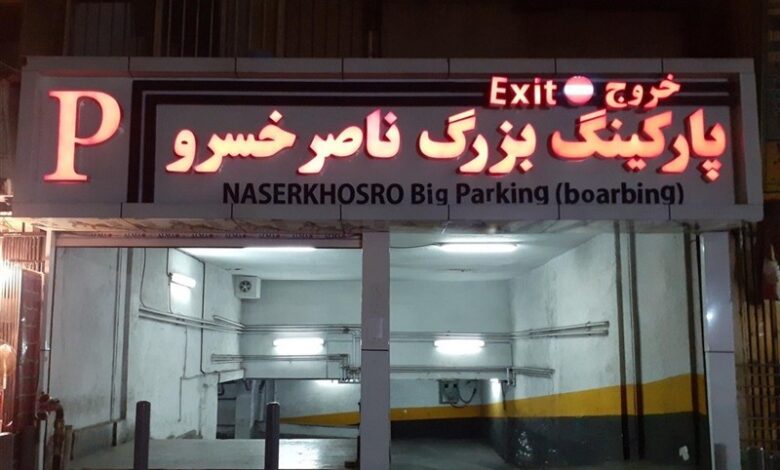 خروج Exit
P
پارکینگ بزرگ ناصر خسرو
NASERKHOSRO Big Parking (boarbing)